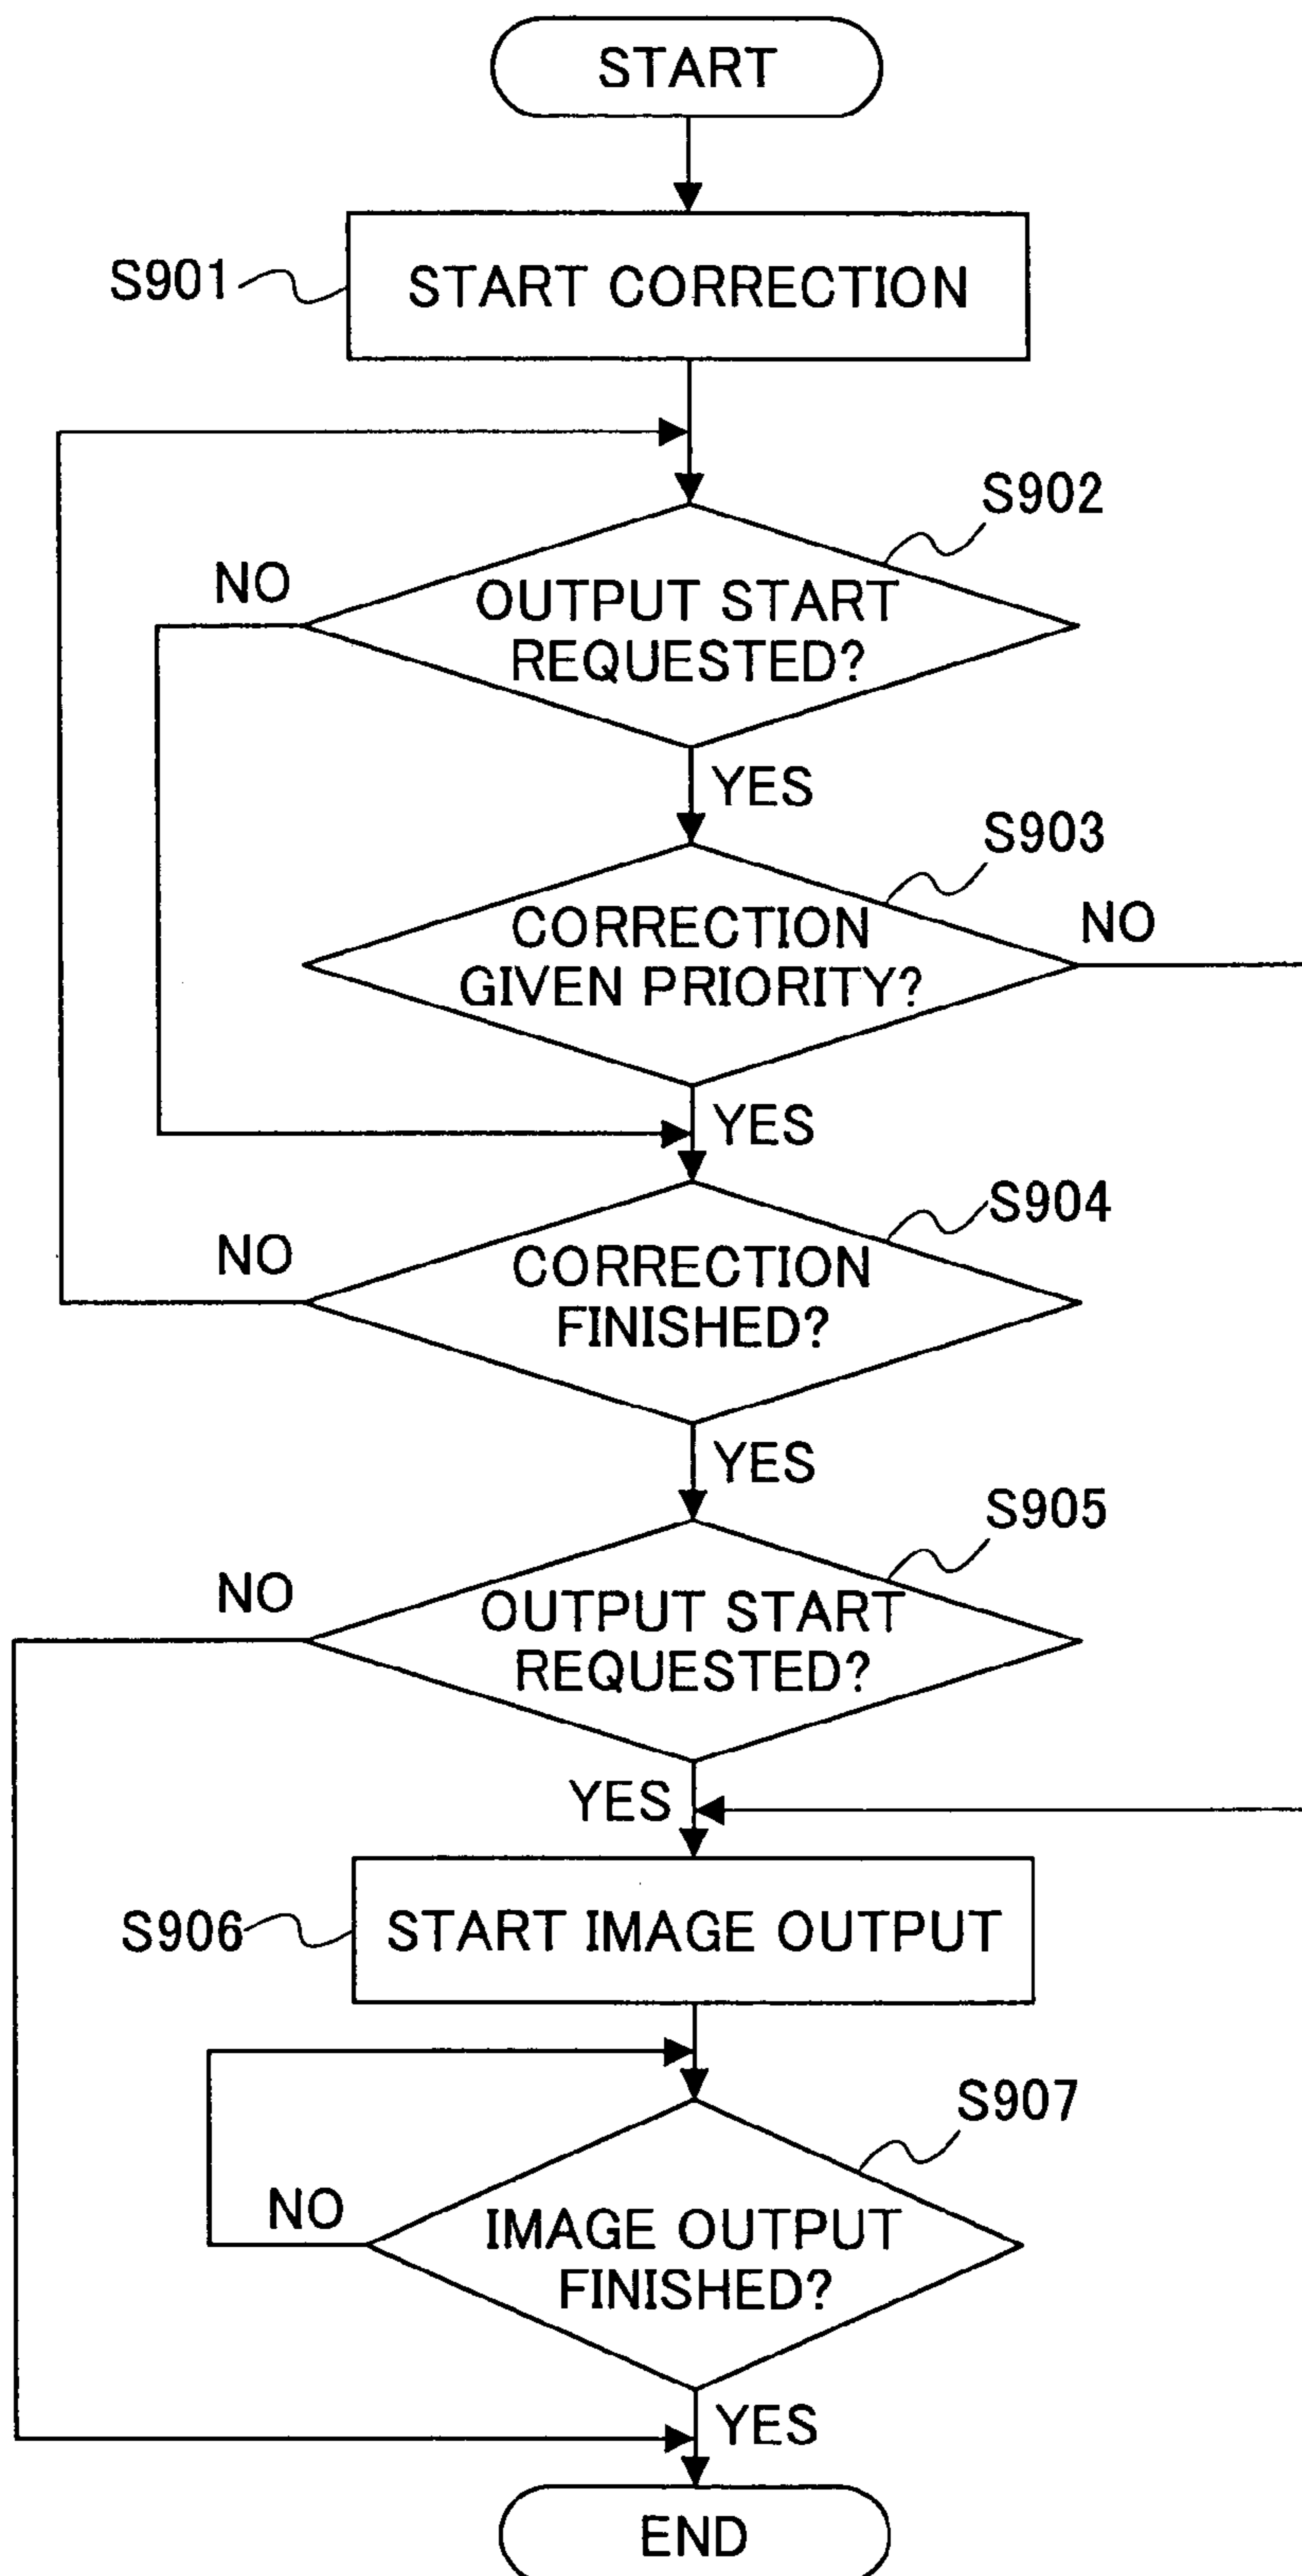 START
S901
START CORRECTION
S902
NO
OUTPUT START
REQUESTED?
YES
S903
CORRECTION
GIVEN PRIORITY?
NO
YES
S904
NO
CORRECTION
FINISHED?
YES
S905
NO
OUTPUT START
REQUESTED?
YES
S906
START IMAGE OUTPUT
S907
NO
IMAGE OUTPUT
FINISHED?
YES
END